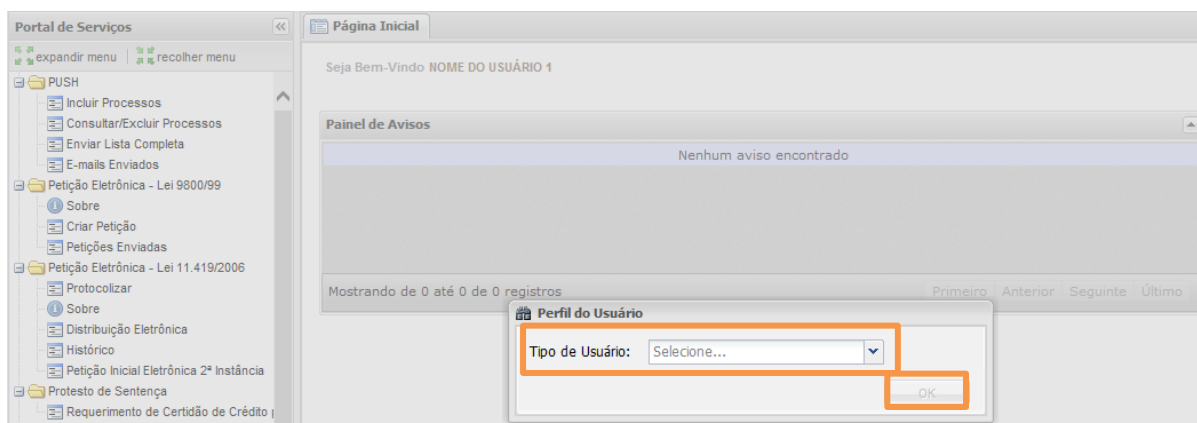 Portal de Serviços
expandir menu recolher menu
PUSH
Incluir Processos
Consultar/Excluir Processos
Enviar Lista Completa
E-mails Enviados
Petição Eletrônica - Lei 9800/99
Sobre
Criar Petição
Petições Enviadas
Petição Eletrônica - Lei 11.419/2006
Protocolizar
Sobre
Distribuição Eletrônica
Histórico
Petição Inicial Eletrônica 2ª Instância
Protesto de Sentença
Requerimento de Certidão de Crédito p
Página Inicial
Seja Bem-Vindo NOME DO USUÁRIO 1
Painel de Avisos
Nenhum aviso encontrado
Mostrando de 0 até 0 de 0 registros
Primeiro Anterior Seguinte Último
Perfil do Usuário
Tipo de Usuário: Selecione...
OK